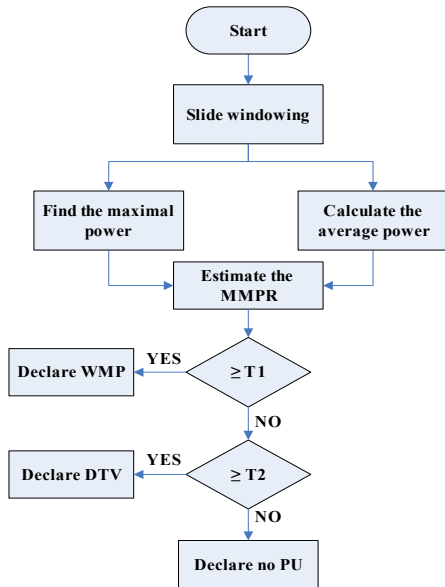 Start
Slide windowing
Find the maximal
power
Calculate the
average power
Estimate the
MMPR
YES
Declare WMP
≥ T1
NO
YES
Declare DTV
≥ T2
NO
Declare no PU